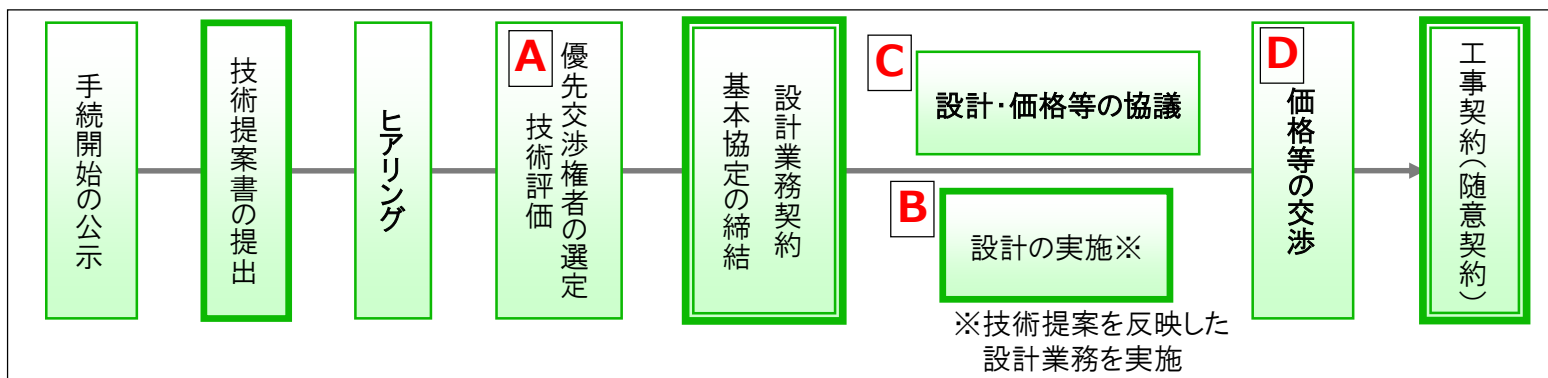 手続開始の公示
技術提案書の提出
ヒアリング
A
優先交渉権者の選定
技術評価
設計業務契約
基本協定の締結
C
設計・価格等の協議
B
設計の実施※
※技術提案を反映した
設計業務を実施
D
価格等の交渉
工事契約(随意契約)